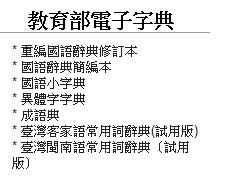 教育部電子字典
* 重編國語辭典修訂本
* 國語辭典簡編本
* 國語小字典
* 異體字字典
* 成語典
* 臺灣客家語常用詞辭典(試用版)
* 臺灣閩南語常用詞辭典〔試用
版〕